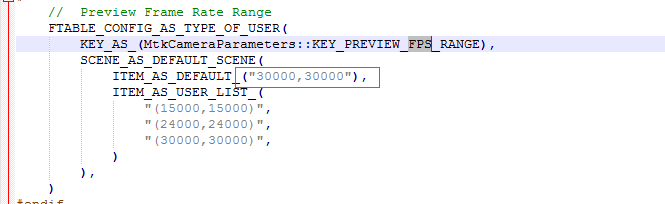 //  Preview Frame Rate Range
FTABLE_CONFIG_AS_TYPE_OF_USER(
KEY_AS_(MtkCameraParameters::KEY_PREVIEW_FPS_RANGE),
SCENE_AS_DEFAULT_SCENE(
ITEM_AS_DEFAULT_("30000,30000"),
ITEM_AS_USER_LIST_(
"(15000,15000)",
"(24000,24000)",
"(30000,30000)",
)
),
)
#endif